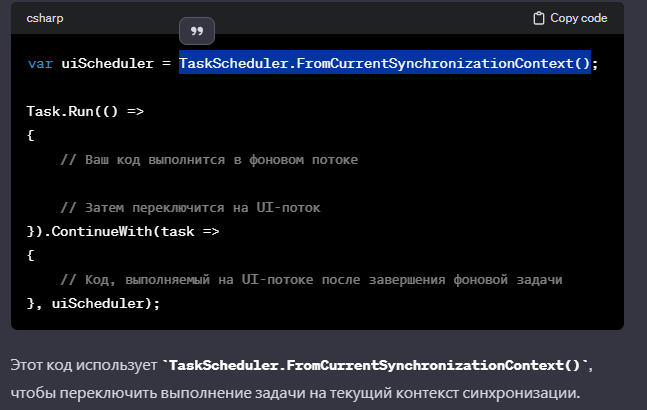 csharp
Copy code
var uiScheduler = TaskScheduler.FromCurrentSynchronizationContext();
Task.Run(() =>
{
// Ваш код выполнится в фоновом потоке
// Затем переключится на UI-поток
}).ContinueWith(task =>
{
// Код, выполняемый на UI-потоке после завершения фоновой задачи
}, uiScheduler);
Этот код использует `TaskScheduler.FromCurrentSynchronizationContext()`,
чтобы переключить выполнение задачи на текущий контекст синхронизации.